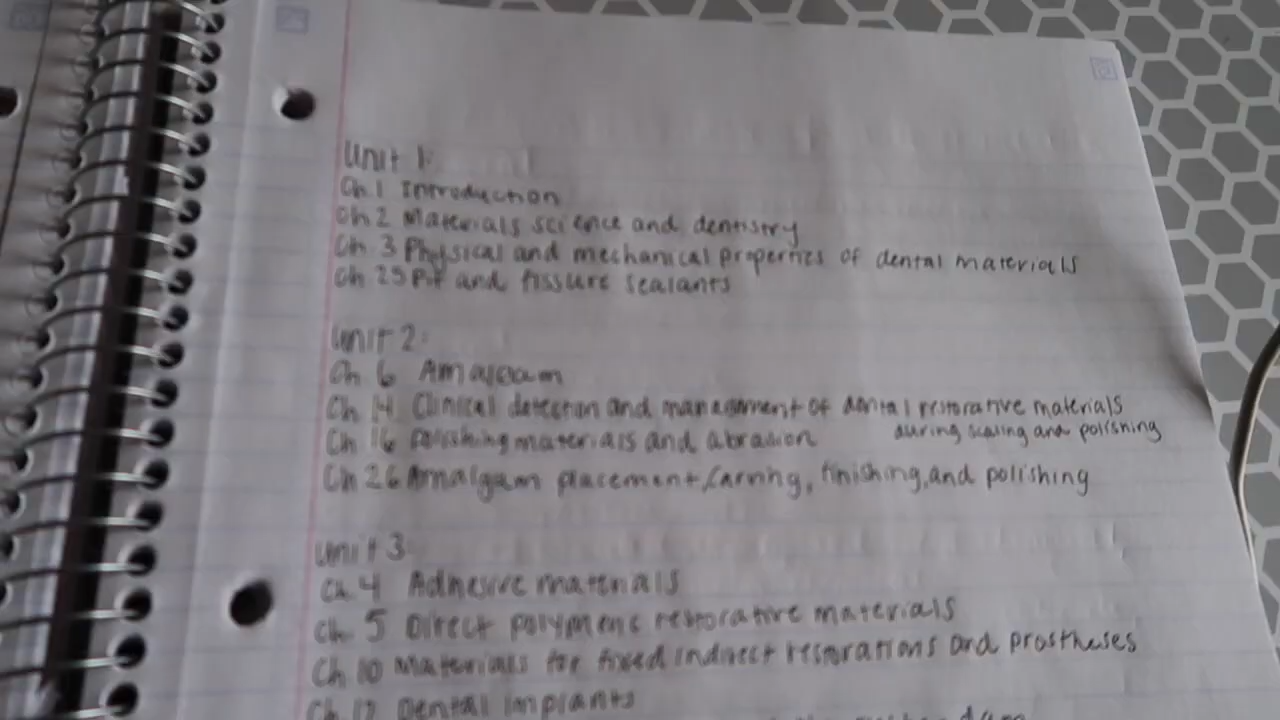 Unit 1:
Ch. 1 Introduction
Ch 2 Materials science and dentistry
Ch. 3 Physical and mechanical properties of dental materials
Ch. 25 Pit and fissure sealants
Unit 2:
Ch 6 Amalgam
Ch. 14 Clinical detection and management of dental restorative materials
during scaling and polishing
Ch 16 polishing materials and abrasion
Ch 26 Amalgam placement, carving, finishing, and polishing
Unit 3
Ch. 4 Adhesive materials
Ch. 5 Direct polymeric restorative materials
Ch 10 Materials for fixed indirect restorations and prostheses
Ch. 12 Dental implants
dam